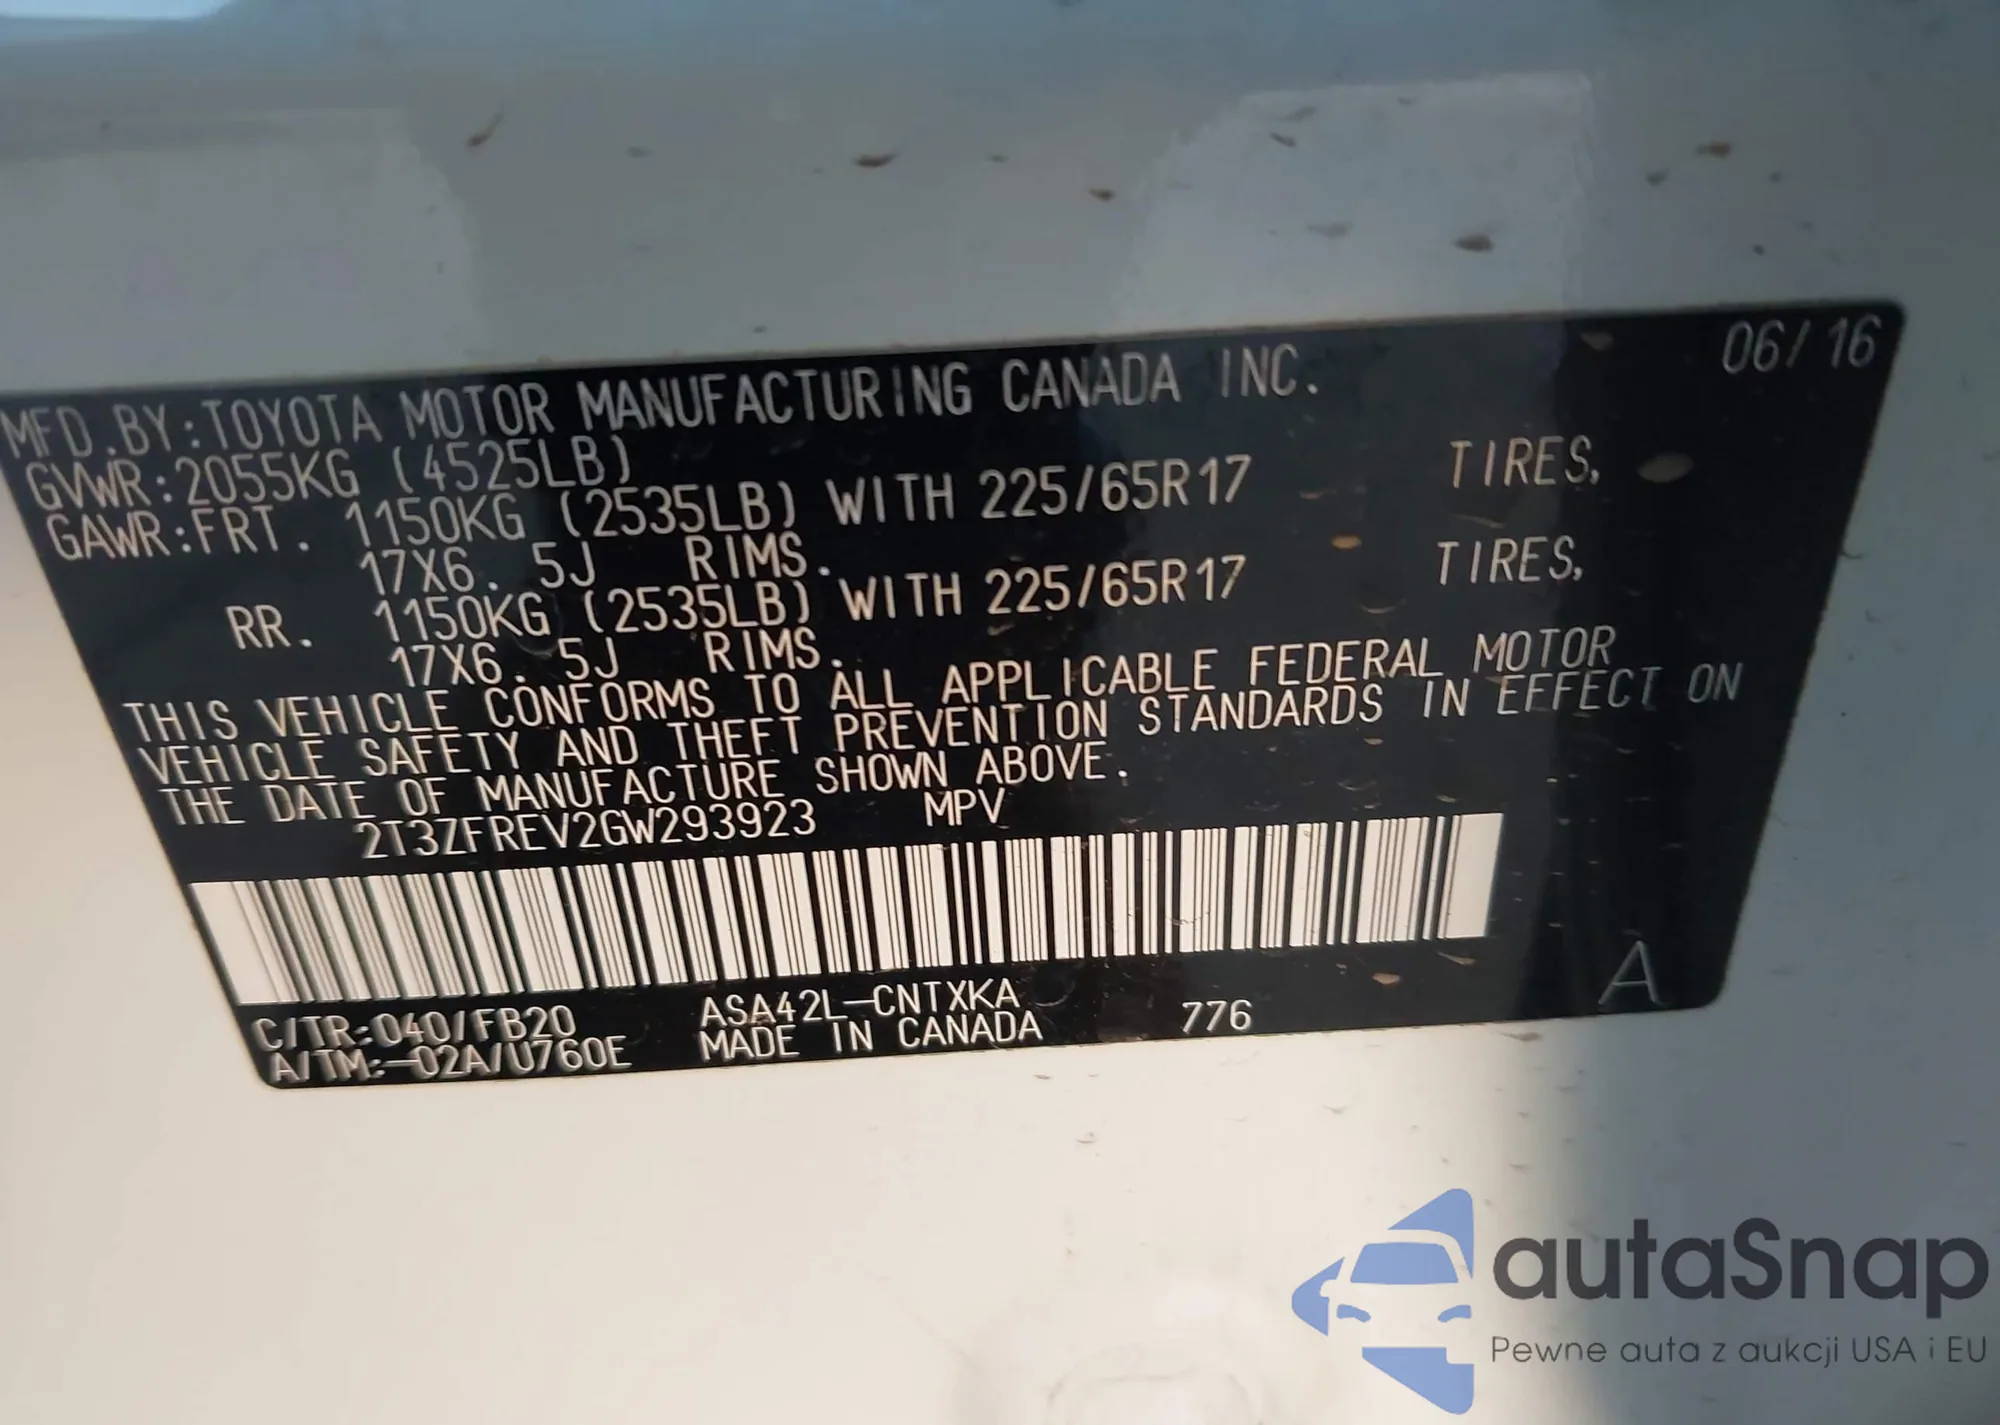 06/16
MFD.BY:TOYOTA MOTOR MANUFACTURING CANADA INC.
GVWR:2055KG (4525LB)
GAWR:FRT. 1150KG (2535LB) WITH 225/65R17 TIRES,
17X6.5J RIMS.
RR. 1150KG (2535LB) WITH 225/65R17 TIRES,
17X6.5J RIMS.
THIS VEHICLE CONFORMS TO ALL APPLICABLE FEDERAL MOTOR
VEHICLE SAFETY AND THEFT PREVENTION STANDARDS IN EFFECT ON
THE DATE OF MANUFACTURE SHOWN ABOVE.
2T3ZFREV2GW293923 MPV
C/TR:040/FB20 ASA42L-CNTXKA 776 A
A/TM:-02A/U760E MADE IN CANADA
autaSnap
Pewne auta z aukcji USA i EU